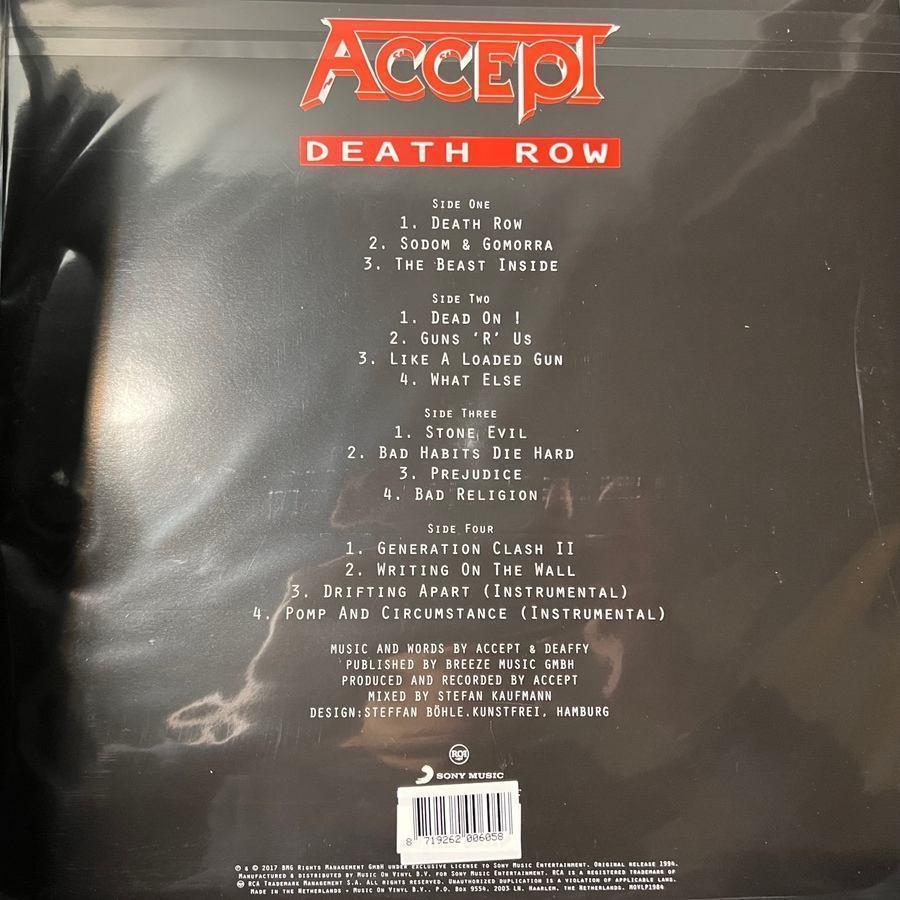 ACCEPT
DEATH ROW
SIDE ONE
1. DEATH ROW
2. SODOM & GOMORRA
3. THE BEAST INSIDE
SIDE TWO
1. DEAD ON !
2. GUNS ‘R’ US
3. LIKE A LOADED GUN
4. WHAT ELSE
SIDE THREE
1. STONE EVIL
2. BAD HABITS DIE HARD
3. PREJUDICE
4. BAD RELIGION
SIDE FOUR
1. GENERATION CLASH II
2. WRITING ON THE WALL
3. DRIFTING APART (INSTRUMENTAL)
4. POMP AND CIRCUMSTANCE (INSTRUMENTAL)
MUSIC AND WORDS BY ACCEPT & DEAFFY
PUBLISHED BY BREEZE MUSIC GMBH
PRODUCED AND RECORDED BY ACCEPT
MIXED BY STEFAN KAUFMANN
DESIGN:STEFFAN BÖHLE.KUNSTFREI, HAMBURG
RCA
SONY MUSIC
8 719262 006058
℗ & © 2017 BMG RIGHTS MANAGEMENT GMBH UNDER EXCLUSIVE LICENSE TO SONY MUSIC ENTERTAINMENT. ORIGINAL RELEASE 1994.
MANUFACTURED & DISTRIBUTED BY MUSIC ON VINYL B.V. FOR SONY MUSIC ENTERTAINMENT. RCA IS A REGISTERED TRADEMARK OF
RCA TRADEMARK MANAGEMENT S.A. ALL RIGHTS RESERVED. UNAUTHORIZED DUPLICATION IS A VIOLATION OF APPLICABLE LAWS.
MADE IN THE NETHERLANDS - MUSIC ON VINYL B.V., P.O. BOX 9554, 2003 LN, HAARLEM, THE NETHERLANDS. MOVLP1984